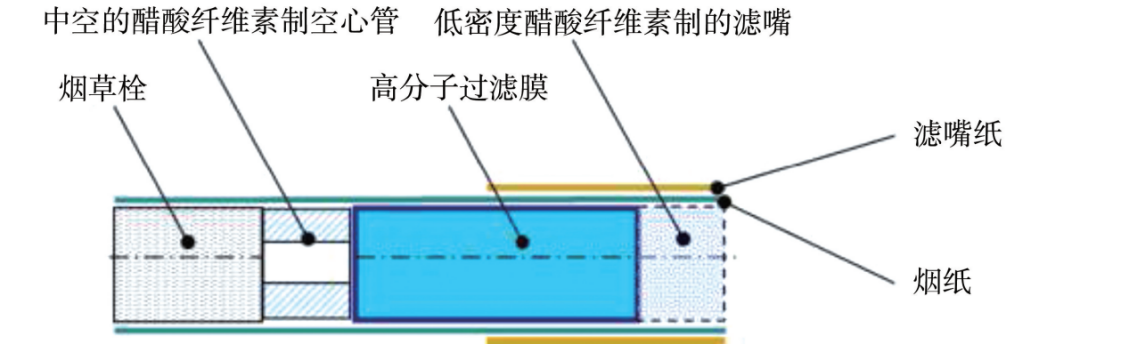 中空的醋酸纤维素制空心管
低密度醋酸纤维素制的滤嘴
烟草栓
高分子过滤膜
滤嘴纸
烟纸